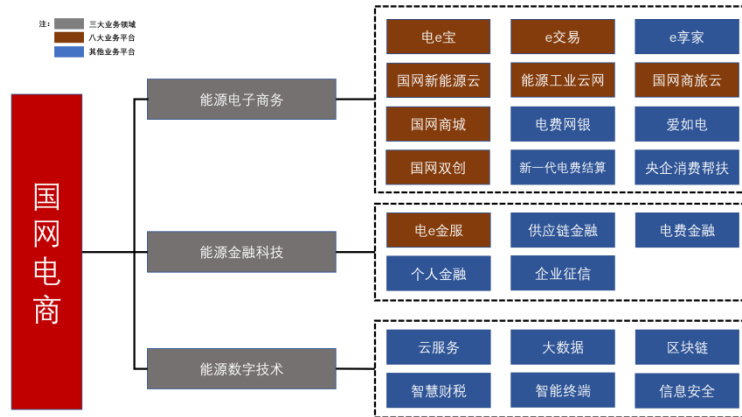 注：
三大业务领域
八大业务平台
其他业务平台
国网电商
能源电子商务
电e宝
e交易
e享家
国网新能源云
能源工业云网
国网商旅云
国网商城
电费网银
爱如电
国网双创
新一代电费结算
央企消费帮扶
能源金融科技
电e金服
供应链金融
电费金融
个人金融
企业征信
能源数字技术
云服务
大数据
区块链
智慧财税
智能终端
信息安全